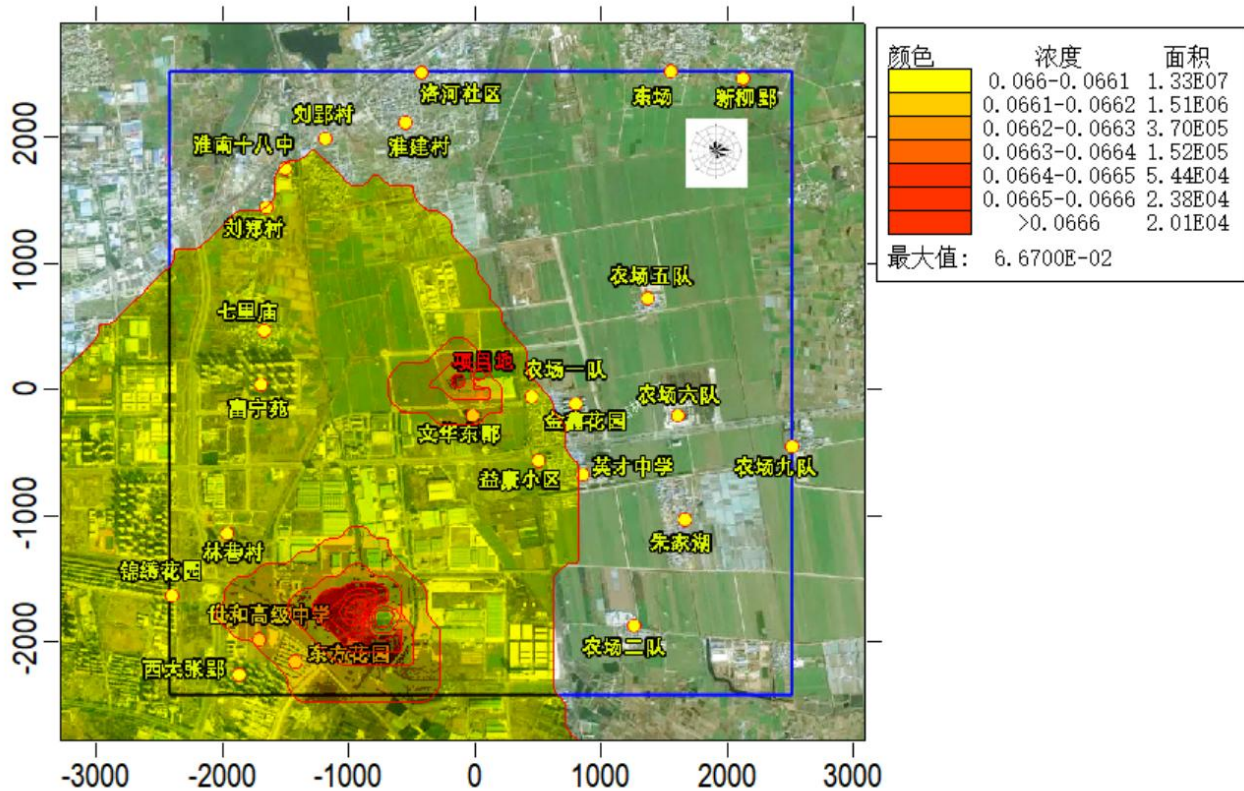 颜色 浓度 面积
0.066-0.0661 1.33E07
0.0661-0.0662 1.51E06
0.0662-0.0663 3.70E05
0.0663-0.0664 1.52E05
0.0664-0.0665 5.44E04
0.0665-0.0666 2.38E04
>0.0666 2.01E04
最大值: 6.6700E-02
洛河社区
东场
新柳郢
刘郢村
淮南十八中
淮建村
刘郑村
农场五队
七里庙
项目地
农场一队
富宁苑
文华东郡
金鑫花园
农场六队
益康小区
英才中学
农场九队
林巷村
朱家湖
锦绣花园
世和高级中学
东方花园
西大张郢
农场二队
2000
1000
0
-1000
-2000
-3000 -2000 -1000 0 1000 2000 3000